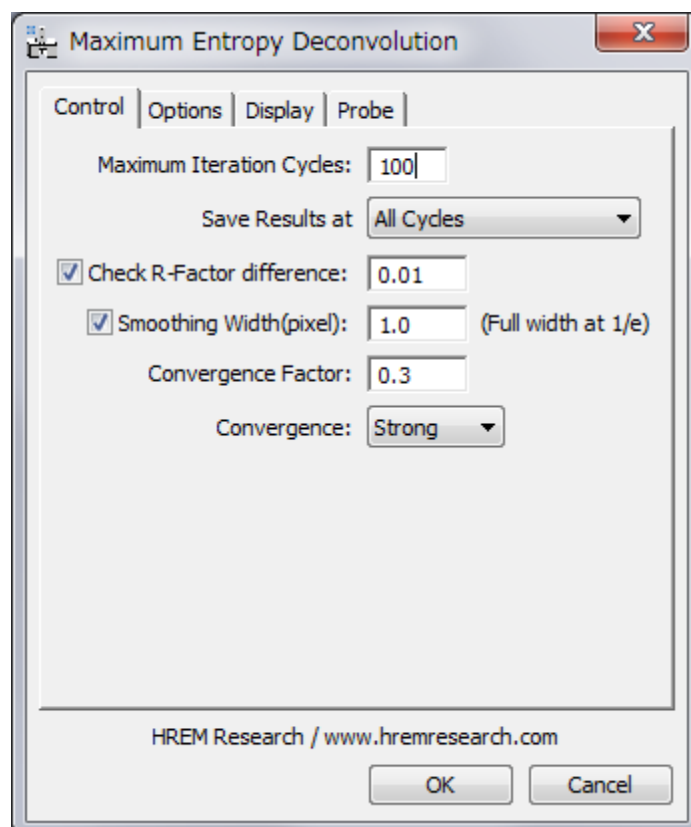 Maximum Entropy Deconvolution
Control Options Display Probe
Maximum Iteration Cycles: 100
Save Results at All Cycles
Check R-Factor difference: 0.01
Smoothing Width(pixel): 1.0 (Full width at 1/e)
Convergence Factor: 0.3
Convergence: Strong
HREM Research / www.hremresearch.com
OK Cancel